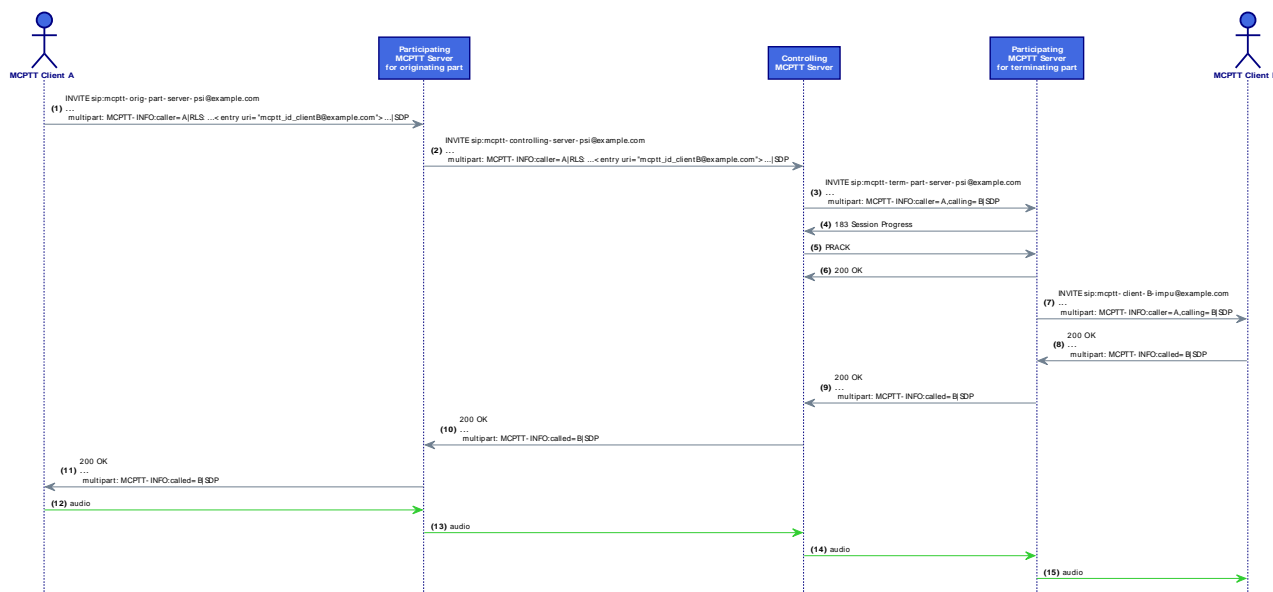 Participating
MCPTT Server
for originating part
Controlling
MCPTT Server
Participating
MCPTT Server
for terminating part
MCPTT Client A
MCPTT Client
INVITE sip:mcptt-orig-part-server-psi@example.com
(1) ...
multipart: MCPTT-INFO:caller=A|RLS: ...<entry uri="mcptt_id_clientB@example.com">...|SDP
INVITE sip:mcptt-controlling-server-psi@example.com
(2) ...
multipart: MCPTT-INFO:caller=A|RLS: ...<entry uri="mcptt_id_clientB@example.com">...|SDP
INVITE sip:mcptt-term-part-server-psi@example.com
(3) ...
multipart: MCPTT-INFO:caller=A,calling=B|SDP
(4) 183 Session Progress
(5) PRACK
(6) 200 OK
INVITE sip:mcptt-client-B-impu@example.com
(7) ...
multipart: MCPTT-INFO:caller=A,calling=B|SDP
200 OK
(8) ...
multipart: MCPTT-INFO:called=B|SDP
200 OK
(9) ...
multipart: MCPTT-INFO:called=B|SDP
200 OK
(10) ...
multipart: MCPTT-INFO:called=B|SDP
200 OK
(11) ...
multipart: MCPTT-INFO:called=B|SDP
(12) audio
(13) audio
(14) audio
(15) audio